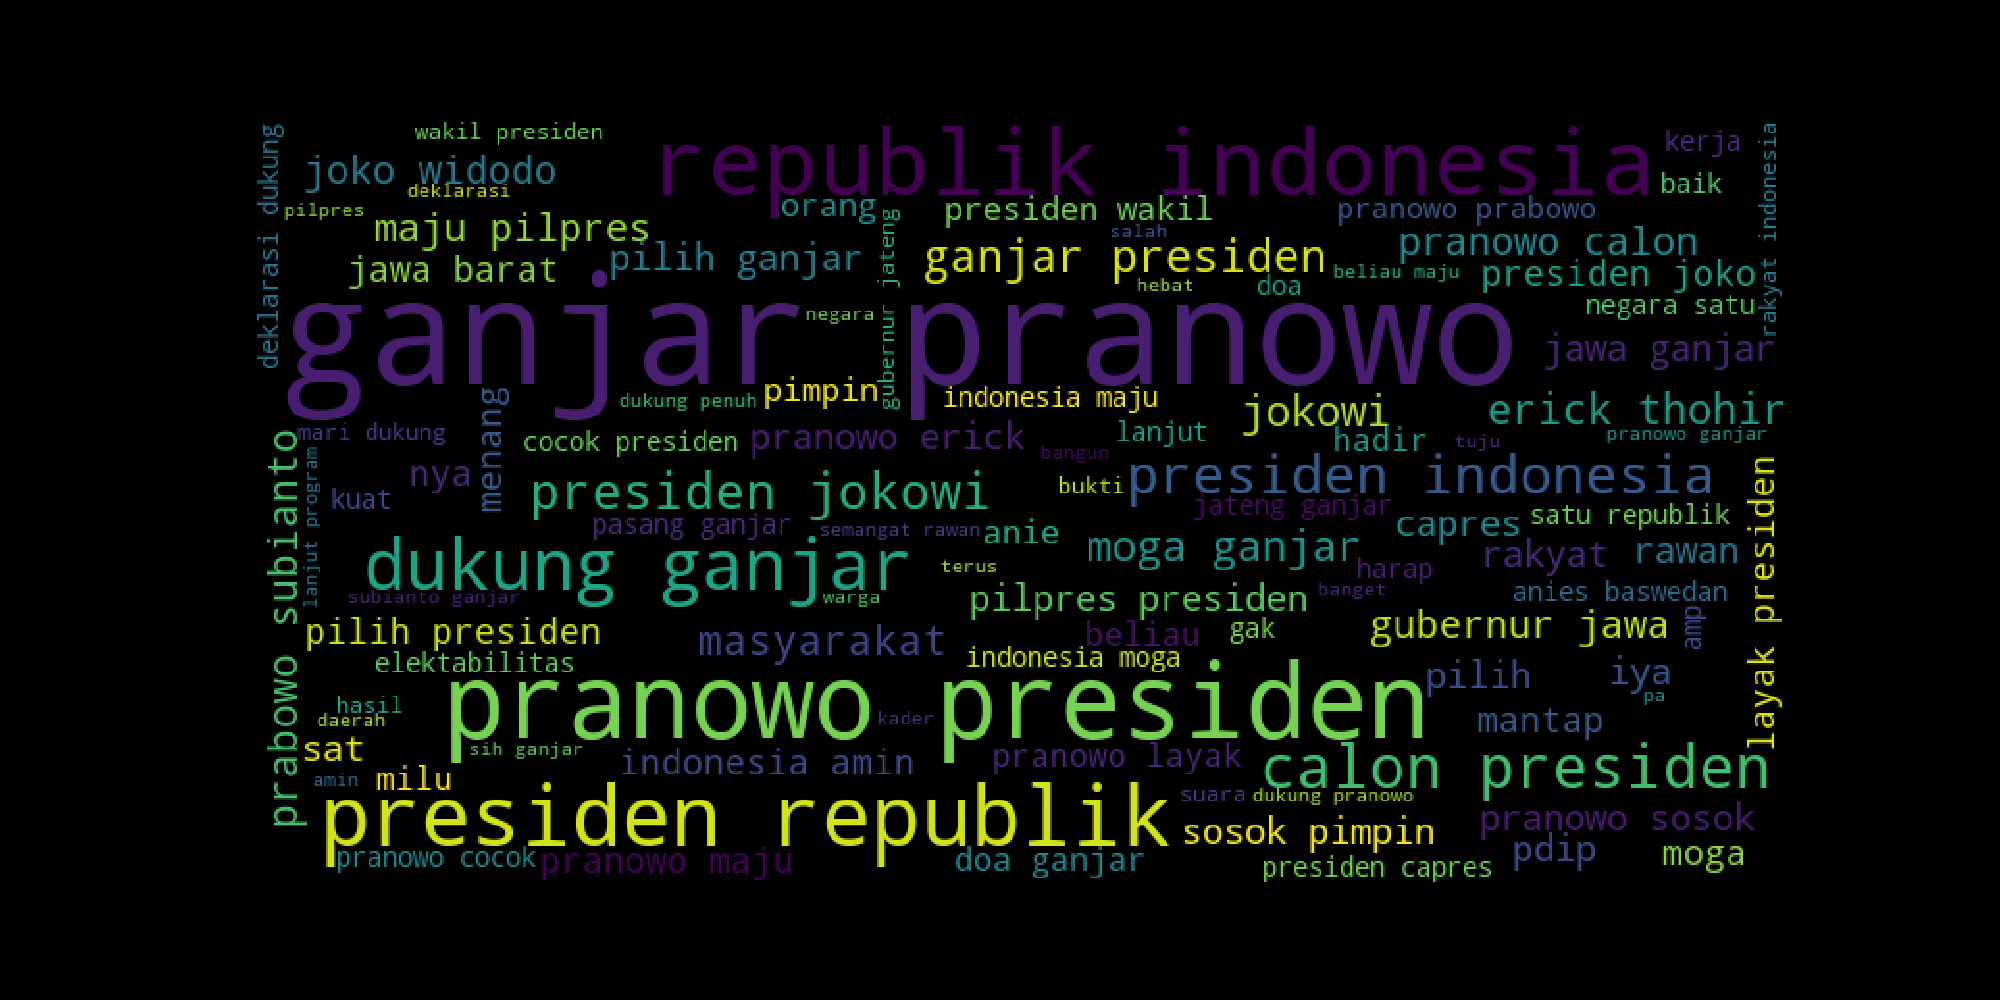 wakil presiden
republik indonesia
kerja
joko widodo
deklarasi
baik
pilpres
orang
presiden wakil
pranowo prabowo
maju pilpres
salah
pranowo calon
jawa barat
pilih ganjar
ganjar presiden
beliau maju
presiden joko
hebat
doa
negara satu
deklarasi dukung
gubernur jateng
rakyat indonesia
ganjar pranowo
negara
jawa ganjar
dukung penuh
pimpin
indonesia maju
jokowi
erick thohir
mari dukung
menang
cocok presiden
pranowo erick
lanjut
hadir
tuju
pranowo ganjar
bangun
nya
presiden jokowi
bukti
presiden indonesia
kuat
jateng ganjar
pasang ganjar
semangat rawan
anie
capres
satu republik
prabowo subianto
lanjut program
dukung ganjar
terus
moga ganjar
harap
rakyat
rawan
layak presiden
subianto ganjar
warga
pilpres presiden
banget
anies baswedan
pilih presiden
masyarakat
beliau
gak
gubernur jawa
amp
elektabilitas
indonesia moga
pilih
iya
pa
hasil
daerah
pranowo presiden
kader
mantap
sat
sih ganjar
indonesia amin
pranowo layak
calon presiden
amin
milu
presiden republik
suara
dukung pranowo
sosok pimpin
pranowo sosok
pranowo cocok
pranowo maju
doa ganjar
presiden capres
pdip
moga